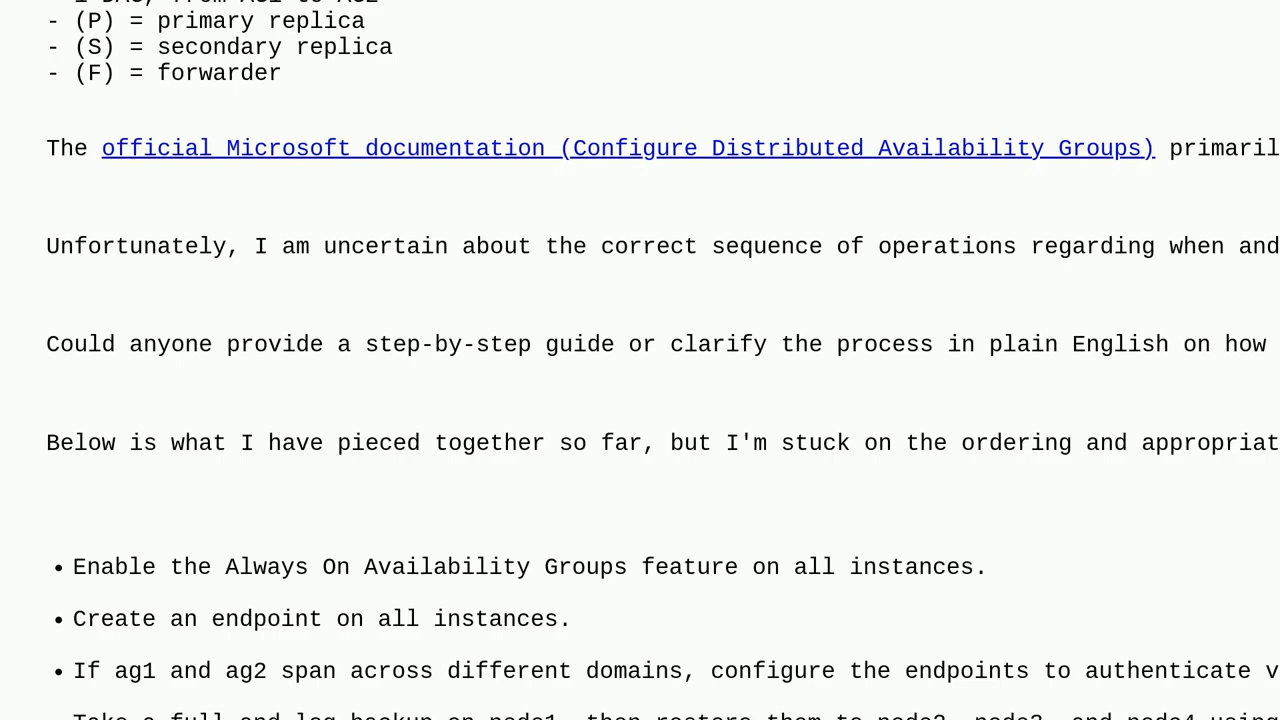 - (P) = primary replica
- (S) = secondary replica
- (F) = forwarder
The official Microsoft documentation (Configure Distributed Availability Groups) primaril
Unfortunately, I am uncertain about the correct sequence of operations regarding when and
Could anyone provide a step-by-step guide or clarify the process in plain English on how
Below is what I have pieced together so far, but I'm stuck on the ordering and appropriat
• Enable the Always On Availability Groups feature on all instances.
• Create an endpoint on all instances.
• If ag1 and ag2 span across different domains, configure the endpoints to authenticate v